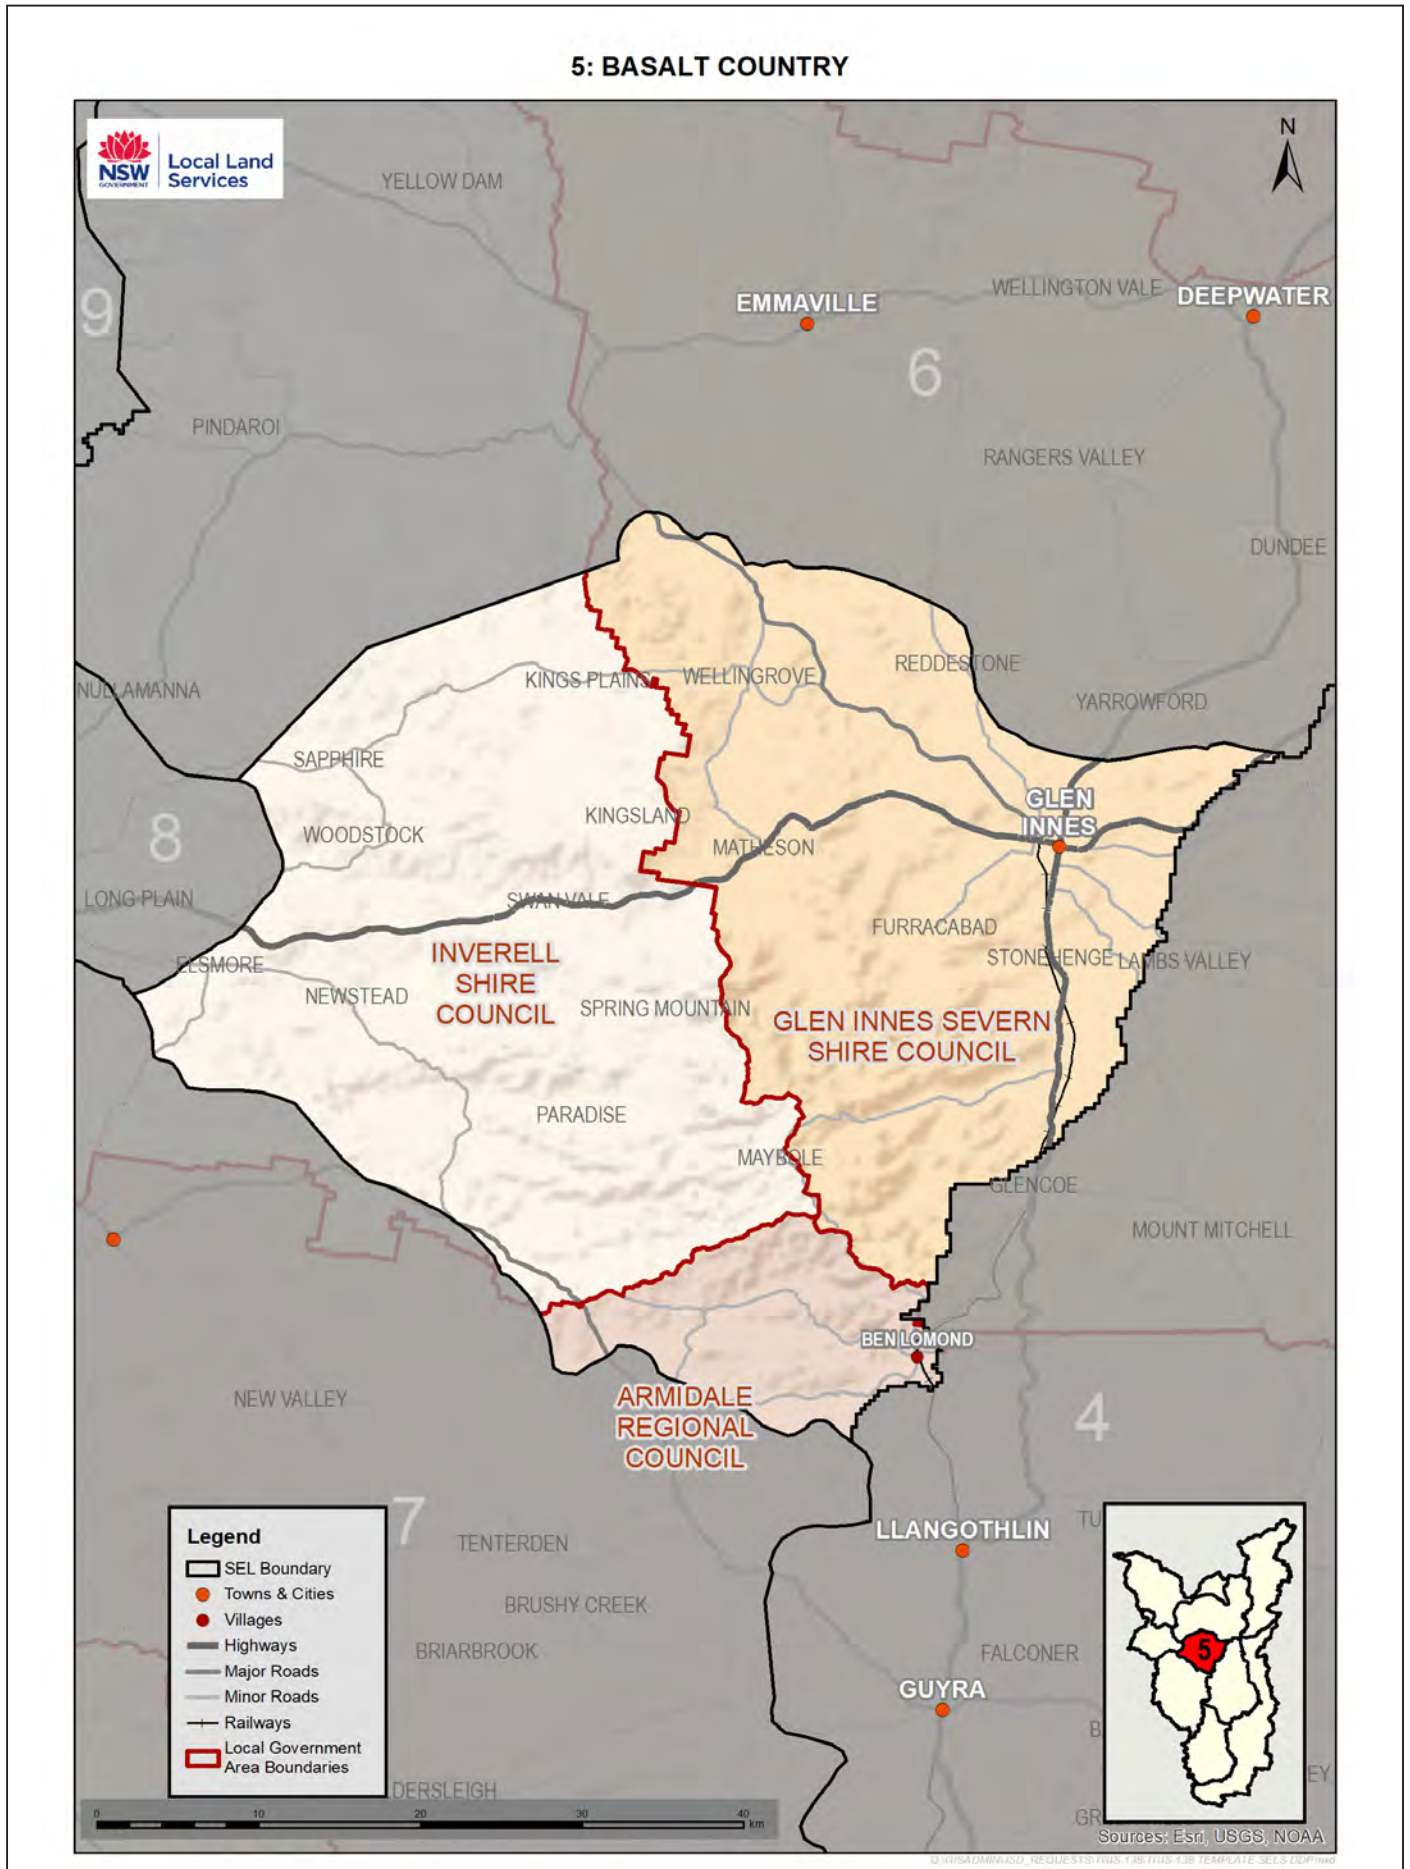 5: BASALT COUNTRY
NSW
GOVERNMENT
Local Land
Services
N
YELLOW DAM
WELLINGTON VALE
DEEPWATER
EMMAVILLE
9
6
PINDAROI
RANGERS VALLEY
DUNDEE
REDDESTONE
KINGS PLAINS
WELLINGROVE
NULLAMANNA
YARROWFORD
SAPPHIRE
GLEN
INNES
KINGSLAND
WOODSTOCK
8
MATHESON
LONG PLAIN
SWAN VALE
FURRACABAD
INVERELL
SHIRE
COUNCIL
STONEHENGE
LAMBS VALLEY
ELSMORE
NEWSTEAD
SPRING MOUNTAIN
GLEN INNES SEVERN
SHIRE COUNCIL
PARADISE
MAYBOLE
GLENCOE
MOUNT MITCHELL
BEN LOMOND
NEW VALLEY
ARMIDALE
REGIONAL
COUNCIL
4
7
LLANGOTHLIN
TU
TENTERDEN
BRUSHY CREEK
BRIARBROOK
FALCONER
GUYRA
B
EY
DERSLEIGH
GR
Legend
SEL Boundary
Towns & Cities
Villages
Highways
Major Roads
Minor Roads
Railways
Local Government
Area Boundaries
5
0 10 20 30 40
km
Sources: Esri, USGS, NOAA